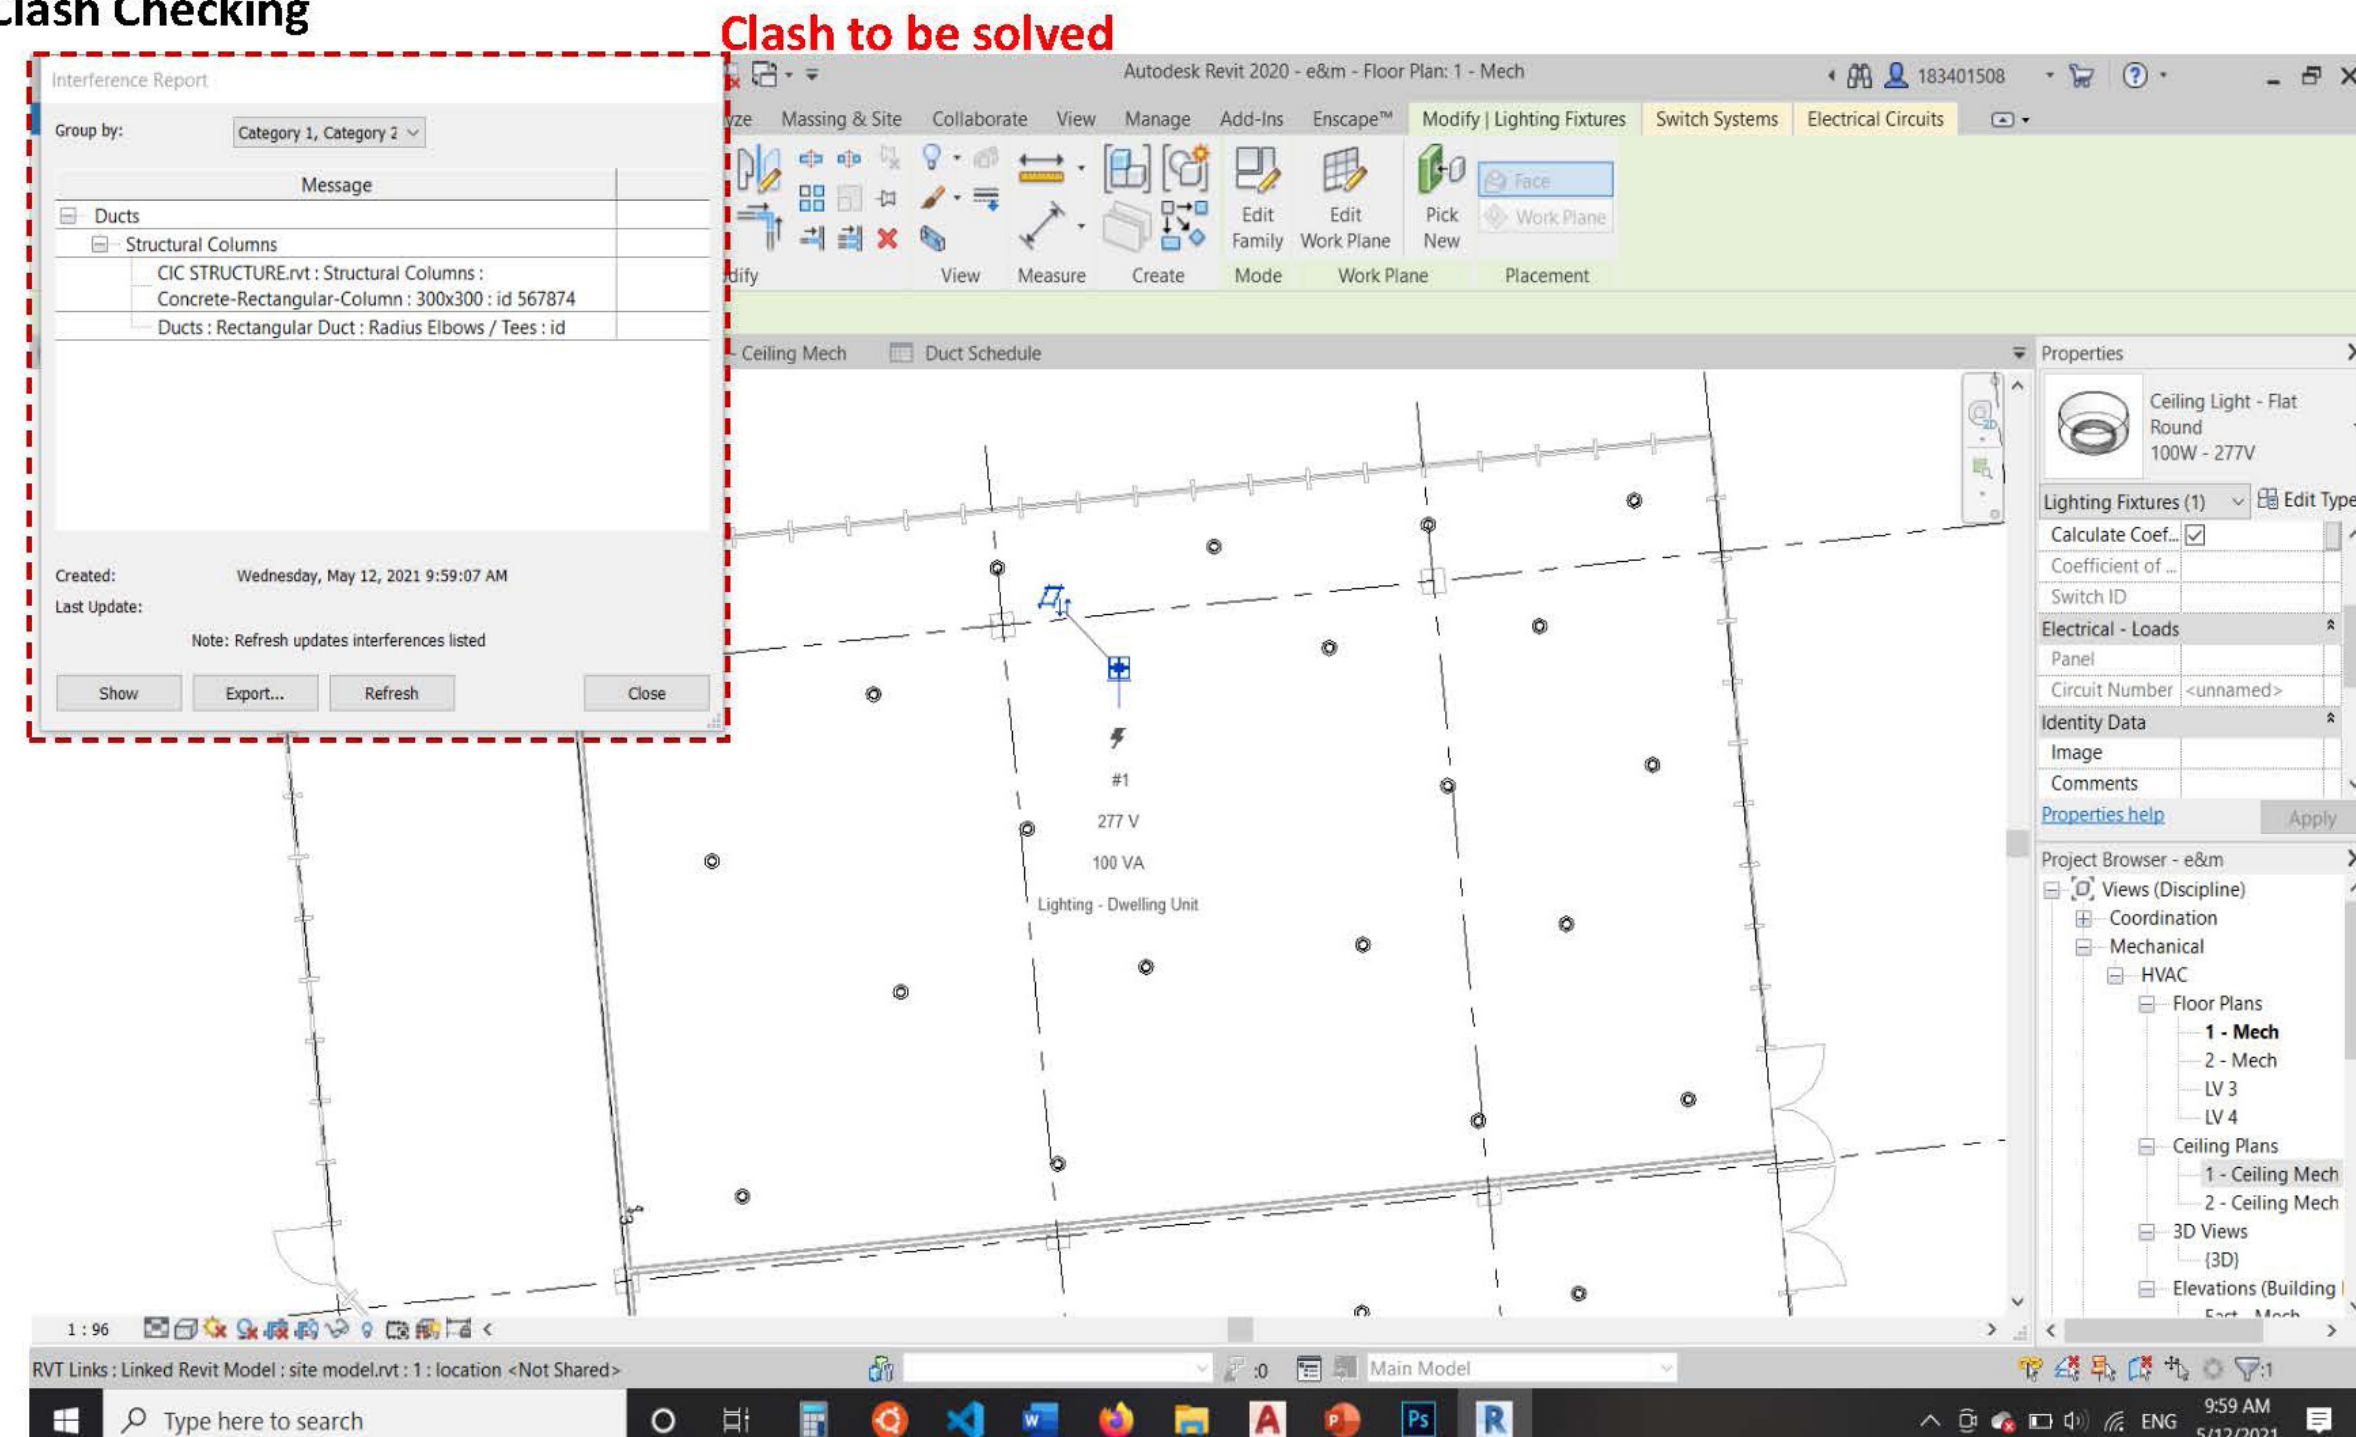 Clash Checking
Clash to be solved
Interference Report
Group by:
Category 1, Category 2
Message
Ducts
Structural Columns
CIC STRUCTURE.rvt : Structural Columns :
Concrete-Rectangular-Column : 300x300 : id 567874
Ducts : Rectangular Duct : Radius Elbows / Tees : id
Created:
Wednesday, May 12, 2021 9:59:07 AM
Last Update:
Note: Refresh updates interferences listed
Show
Export...
Refresh
Close
Autodesk Revit 2020 - e&m - Floor Plan: 1 - Mech
183401508
yze
Massing & Site
Collaborate
View
Manage
Add-Ins
Enscape™
Modify | Lighting Fixtures
Switch Systems
Electrical Circuits
Edit
Family
Edit
Work Plane
Pick
New
Face
Work Plane
dify
View
Measure
Create
Mode
Work Plane
Placement
- Ceiling Mech
Duct Schedule
#1
277 V
100 VA
Lighting - Dwelling Unit
Properties
Ceiling Light - Flat
Round
100W - 277V
Lighting Fixtures (1)
Edit Type
Calculate Coef...
Coefficient of ...
Switch ID
Electrical - Loads
Panel
Circuit Number
<unnamed>
Identity Data
Image
Comments
Properties help
Apply
Project Browser - e&m
Views (Discipline)
Coordination
Mechanical
HVAC
Floor Plans
1 - Mech
2 - Mech
LV 3
LV 4
Ceiling Plans
1 - Ceiling Mech
2 - Ceiling Mech
3D Views
{3D}
Elevations (Building
East - Mech
1 : 96
RVT Links : Linked Revit Model : site model.rvt : 1 : location <Not Shared>
:0
Main Model
:1
Type here to search
ENG
9:59 AM
5/12/2021